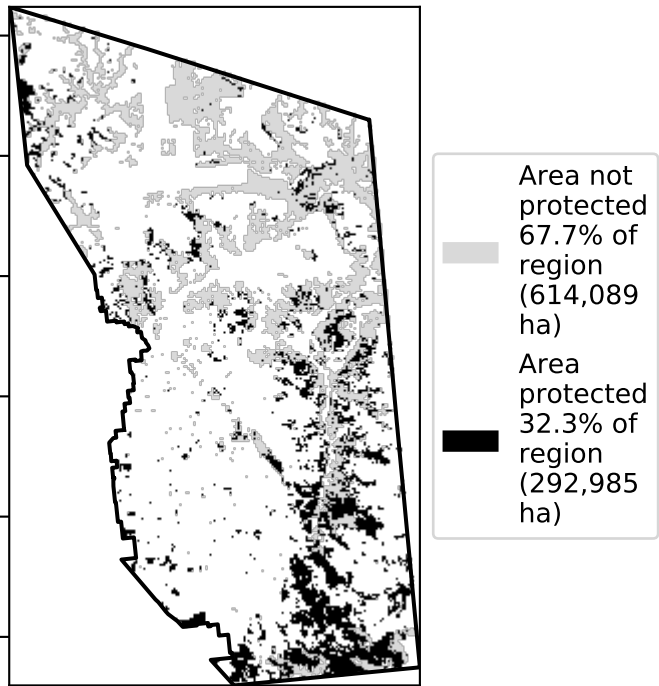 Area not
protected
67.7% of
region
(614,089
ha)
Area
protected
32.3% of
region
(292,985
ha)